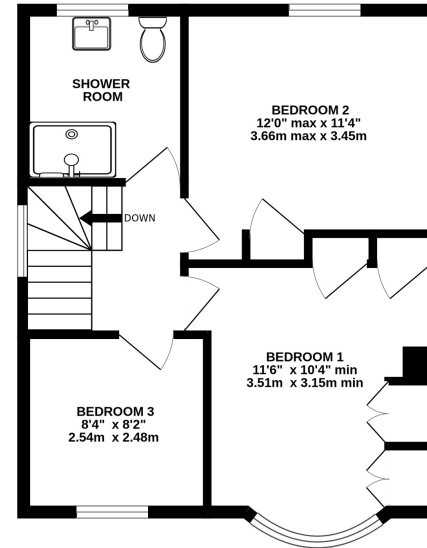 SHOWER
ROOM
BEDROOM 2
12'0" max x 11'4"
3.66m max x 3.45m
DOWN
BEDROOM 1
11'6" x 10'4" min
3.51m x 3.15m min
BEDROOM 3
8'4" x 8'2"
2.54m x 2.48m